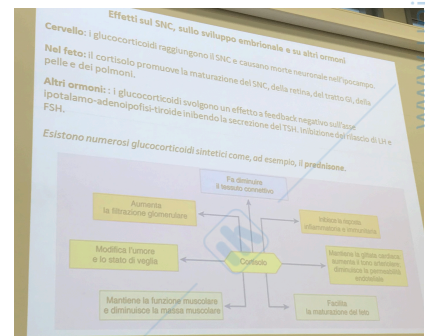 Effetti sul SNC, sullo sviluppo embrionale e su altri ormoni
Cervello: i glucocorticoidi raggiungono il SNC e causano morte neuronale nell'ipocampo.
Nel feto: il cortisolo promuove la maturazione del SNC, della retina, del tratto GI, della
pelle e dei polmoni.
Altri ormoni: : i glucocorticoidi svolgono un effetto a feedback negativo sull'asse
ipotalamo-adenoipofisi-tiroide inibendo la secrezione del TSH. Inibizione del rilascio di LH e
FSH.
Esistono numerosi glucocorticoidi sintetici come, ad esempio, il prednisone.
Fa diminuire
il tessuto connettivo
Aumenta
la filtrazione glomerulare
Inibisce la risposta
infiammatoria e immunitaria
Modifica l'umore
e lo stato di veglia
Cortisolo
Mantiene la gittata cardiaca:
aumenta il tono arteriolare,
diminuisce la permeabilità
endoteliale
Mantiene la funzione muscolare
e diminuisce la massa muscolare
Facilita
la maturazione del feto